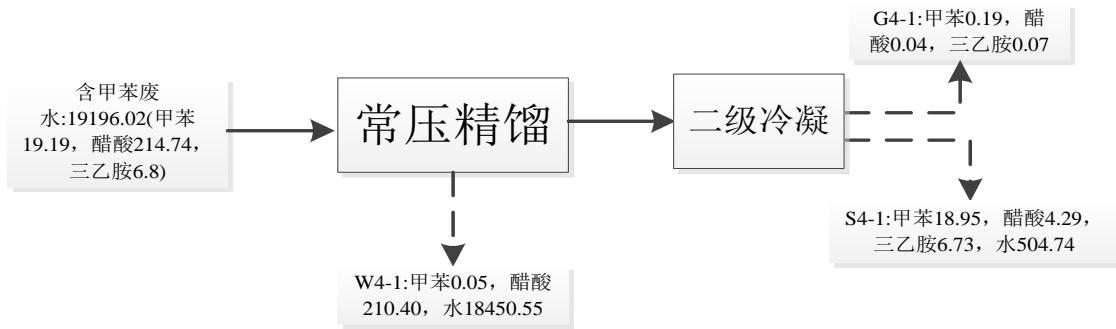 G4-1:甲苯0.19，醋
酸0.04，三乙胺0.07
含甲苯废
水:19196.02(甲苯
19.19，醋酸214.74，
三乙胺6.8)
常压精馏
二级冷凝
S4-1:甲苯18.95，醋酸4.29，
三乙胺6.73，水504.74
W4-1:甲苯0.05，醋酸
210.40，水18450.55